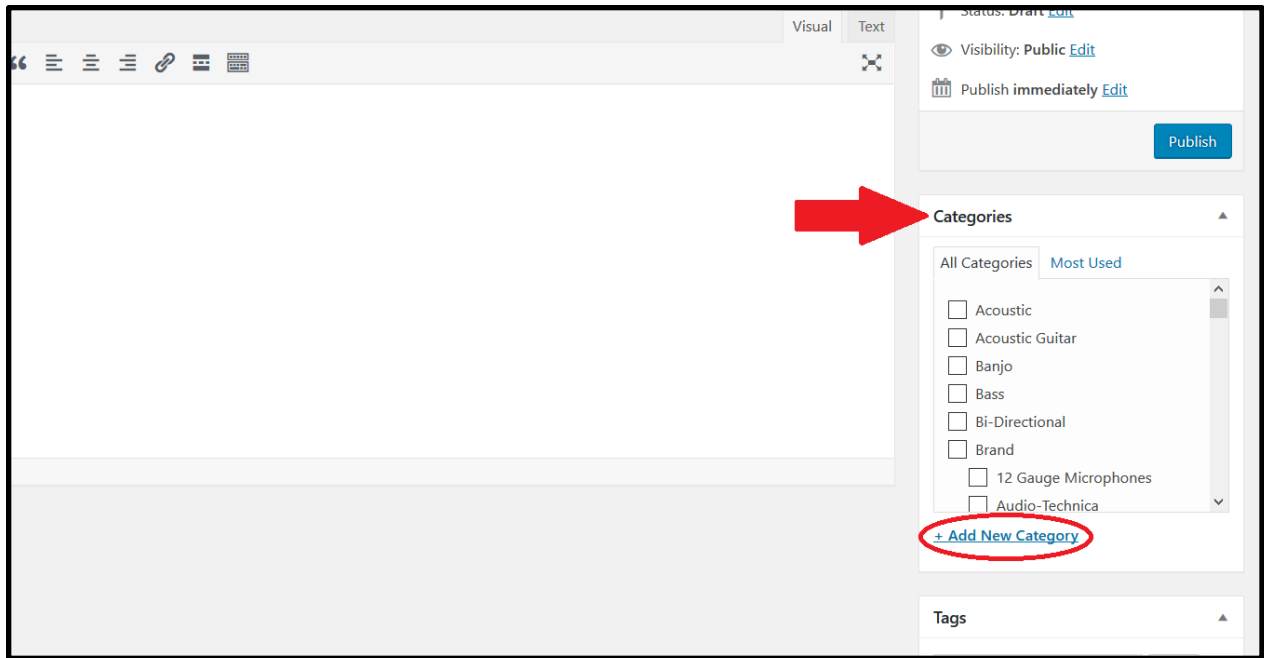 Visual Text
Status: Draft Edit
Visibility: Public Edit
Publish immediately Edit
Publish
Categories
All Categories Most Used
Acoustic
Acoustic Guitar
Banjo
Bass
Bi-Directional
Brand
12 Gauge Microphones
Audio-Technica
+ Add New Category
Tags